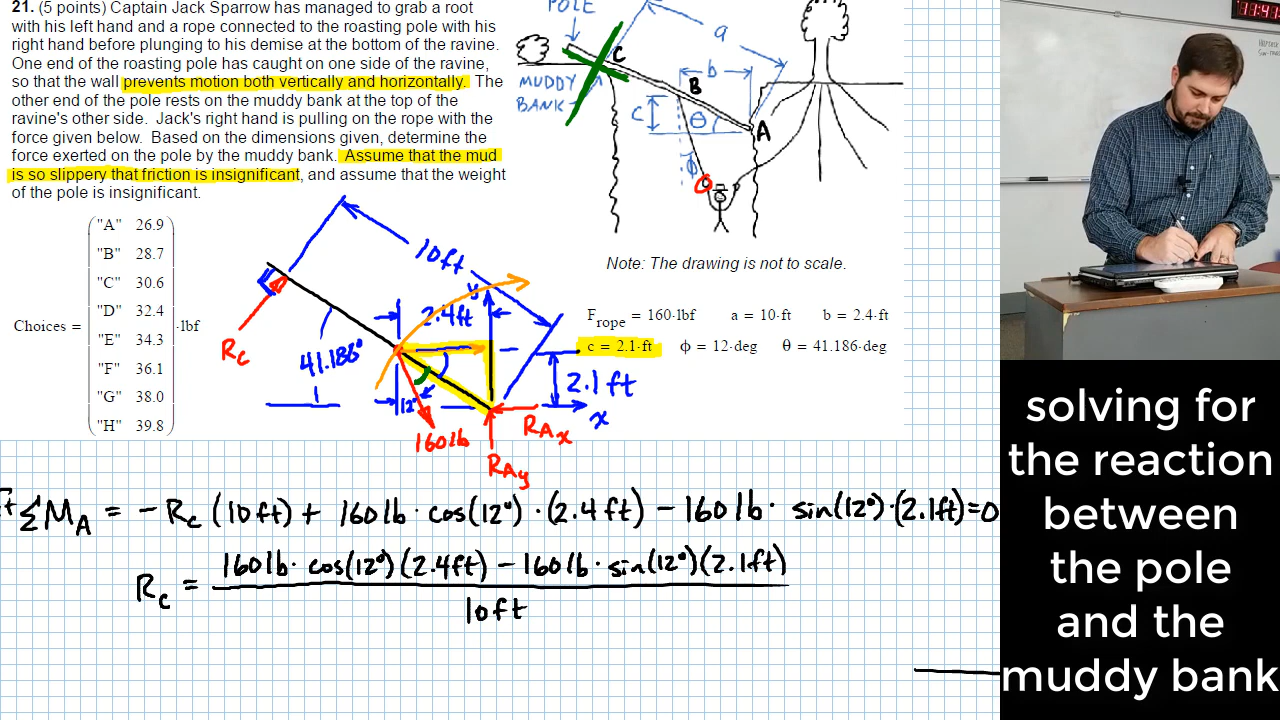 21. (5 points) Captain Jack Sparrow has managed to grab a root
with his left hand and a rope connected to the roasting pole with his
right hand before plunging to his demise at the bottom of the ravine.
One end of the roasting pole has caught on one side of the ravine,
so that the wall prevents motion both vertically and horizontally. The
other end of the pole rests on the muddy bank at the top of the
ravine's other side. Jack's right hand is pulling on the rope with the
force given below. Based on the dimensions given, determine the
force exerted on the pole by the muddy bank. Assume that the mud
is so slippery that friction is insignificant, and assume that the weight
of the pole is insignificant.
POLE
C
a
b
MUDDY
BANK
B
C
θ
A
ϕ
Note: The drawing is not to scale.
Choices =
"A" 26.9
"B" 28.7
"C" 30.6
"D" 32.4
"E" 34.3
"F" 36.1
"G" 38.0
"H" 39.8
·lbf
F_rope = 160·lbf a = 10·ft b = 2.4·ft
c = 2.1·ft ϕ = 12·deg θ = 41.186·deg
10ft
y
2.4ft
R_C
41.186°
12°
2.1 ft
x
160lb
R_Ax
R_Ay
+ ΣM_A = - R_C (10ft) + 160lb · cos(12°) · (2.4ft) - 160lb · sin(12°) · (2.1ft) = 0
R_C = 160lb · cos(12°)(2.4ft) - 160lb · sin(12°)(2.1ft)
10ft
solving for
the reaction
between
the pole
and the
muddy bank